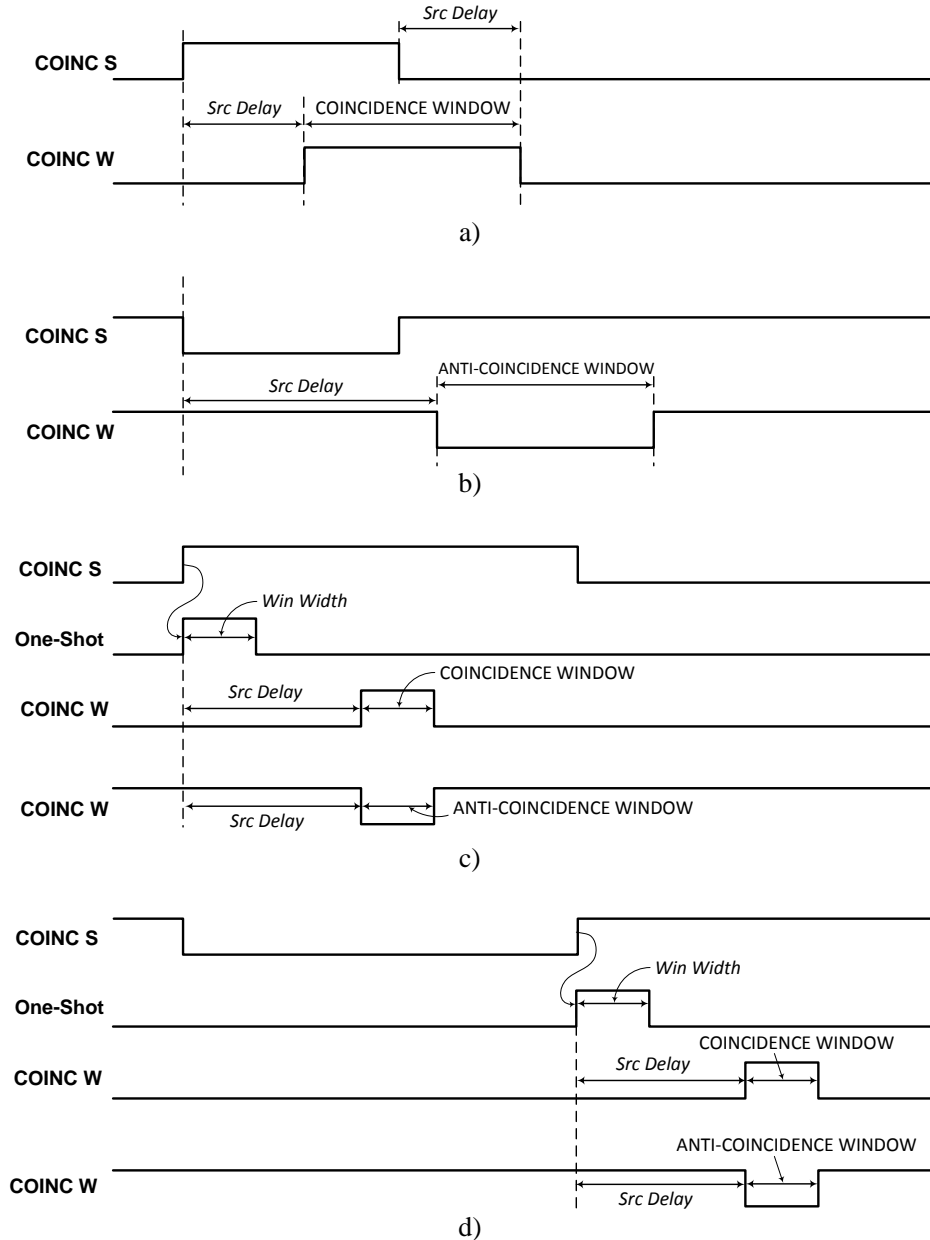 Src Delay
COINC S
Src Delay
COINCIDENCE WINDOW
COINC W
a)
COINC S
ANTI-COINCIDENCE WINDOW
Src Delay
COINC W
b)
COINC S
Win Width
One-Shot
COINCIDENCE WINDOW
Src Delay
COINC W
COINC W
ANTI-COINCIDENCE WINDOW
Src Delay
c)
COINC S
Win Width
One-Shot
COINCIDENCE WINDOW
Src Delay
COINC W
ANTI-COINCIDENCE WINDOW
COINC W
Src Delay
d)